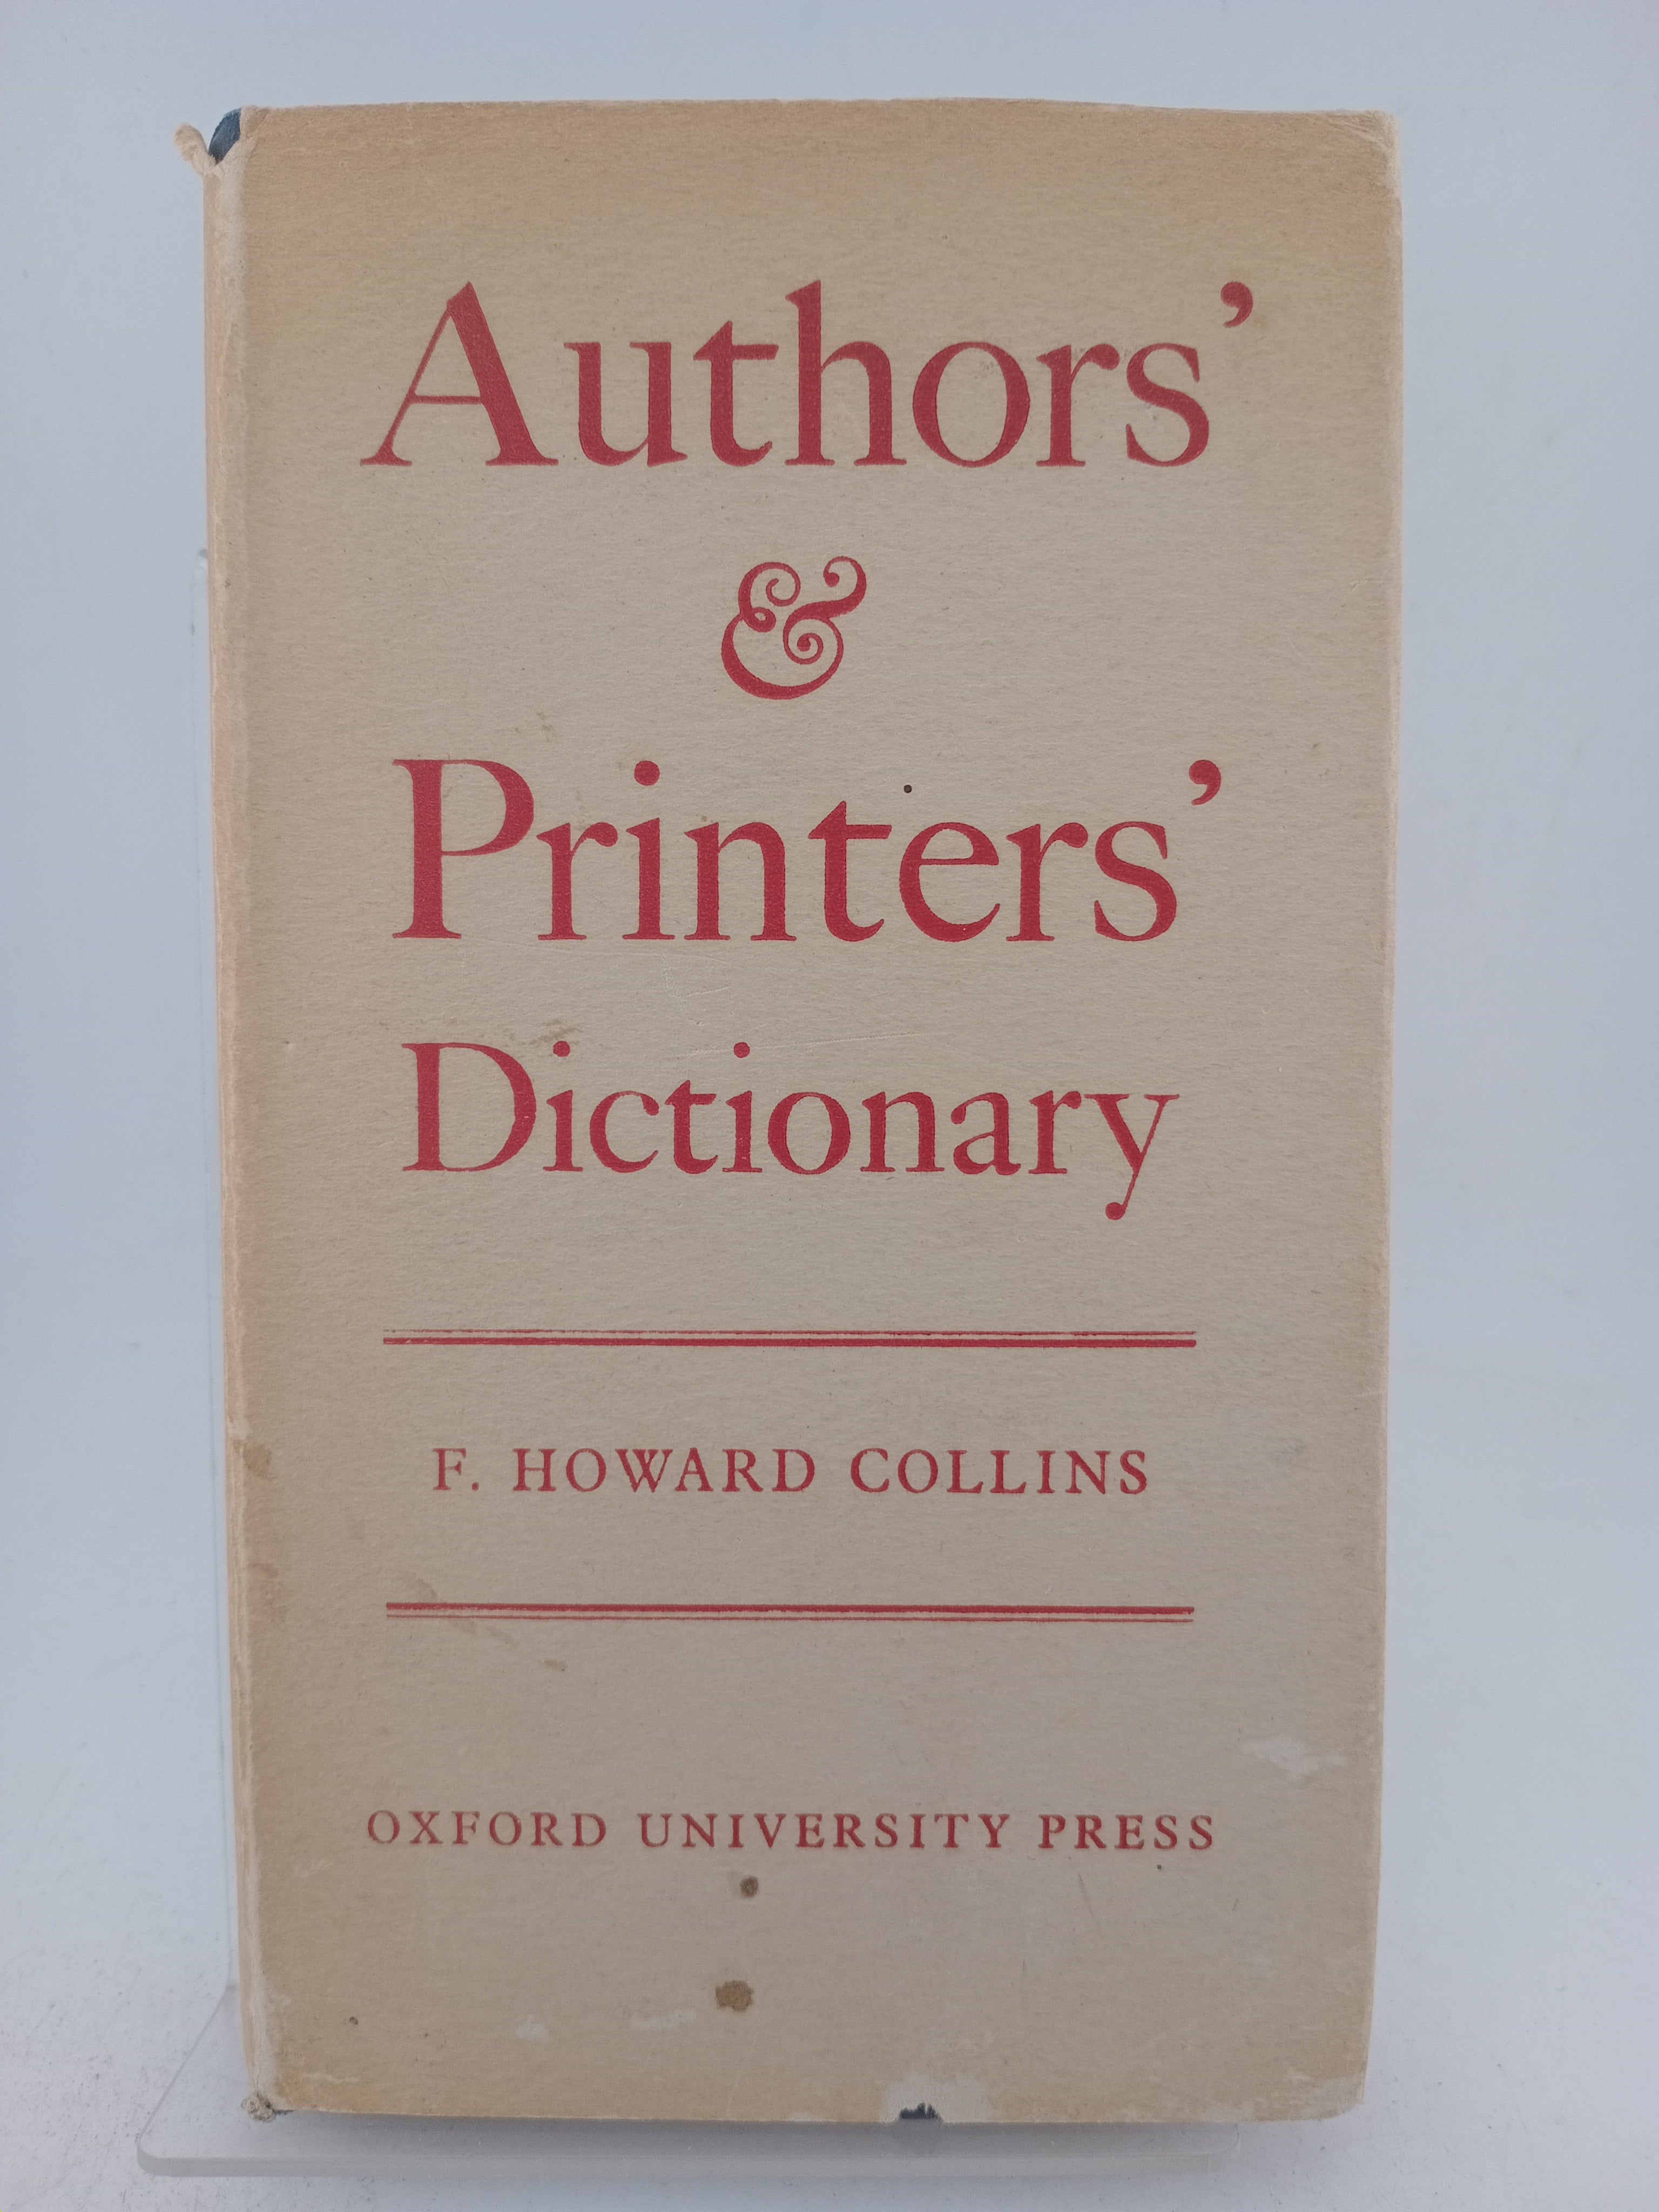 Authors’
&
Printers’
Dictionary
F. HOWARD COLLINS
OXFORD UNIVERSITY PRESS